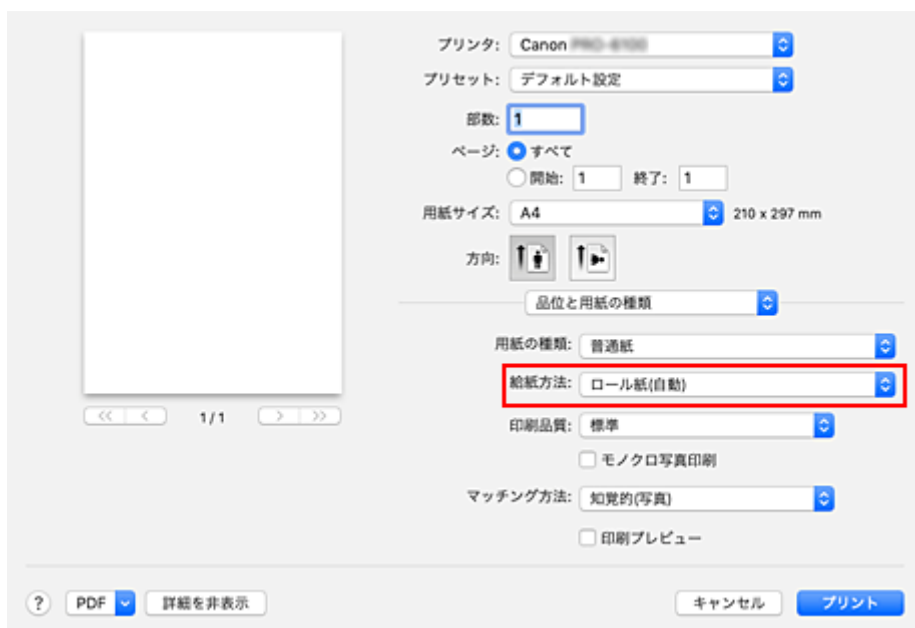 プリンタ: Canon
プリセット: デフォルト設定
部数: 1
ページ: すべて
開始: 1 終了: 1
用紙サイズ: A4 210 x 297 mm
方向:
品位と用紙の種類
用紙の種類: 普通紙
給紙方法: ロール紙(自動)
1/1
印刷品質: 標準
モノクロ写真印刷
マッチング方法: 知覚的(写真)
印刷プレビュー
? PDF 詳細を非表示 キャンセル プリント